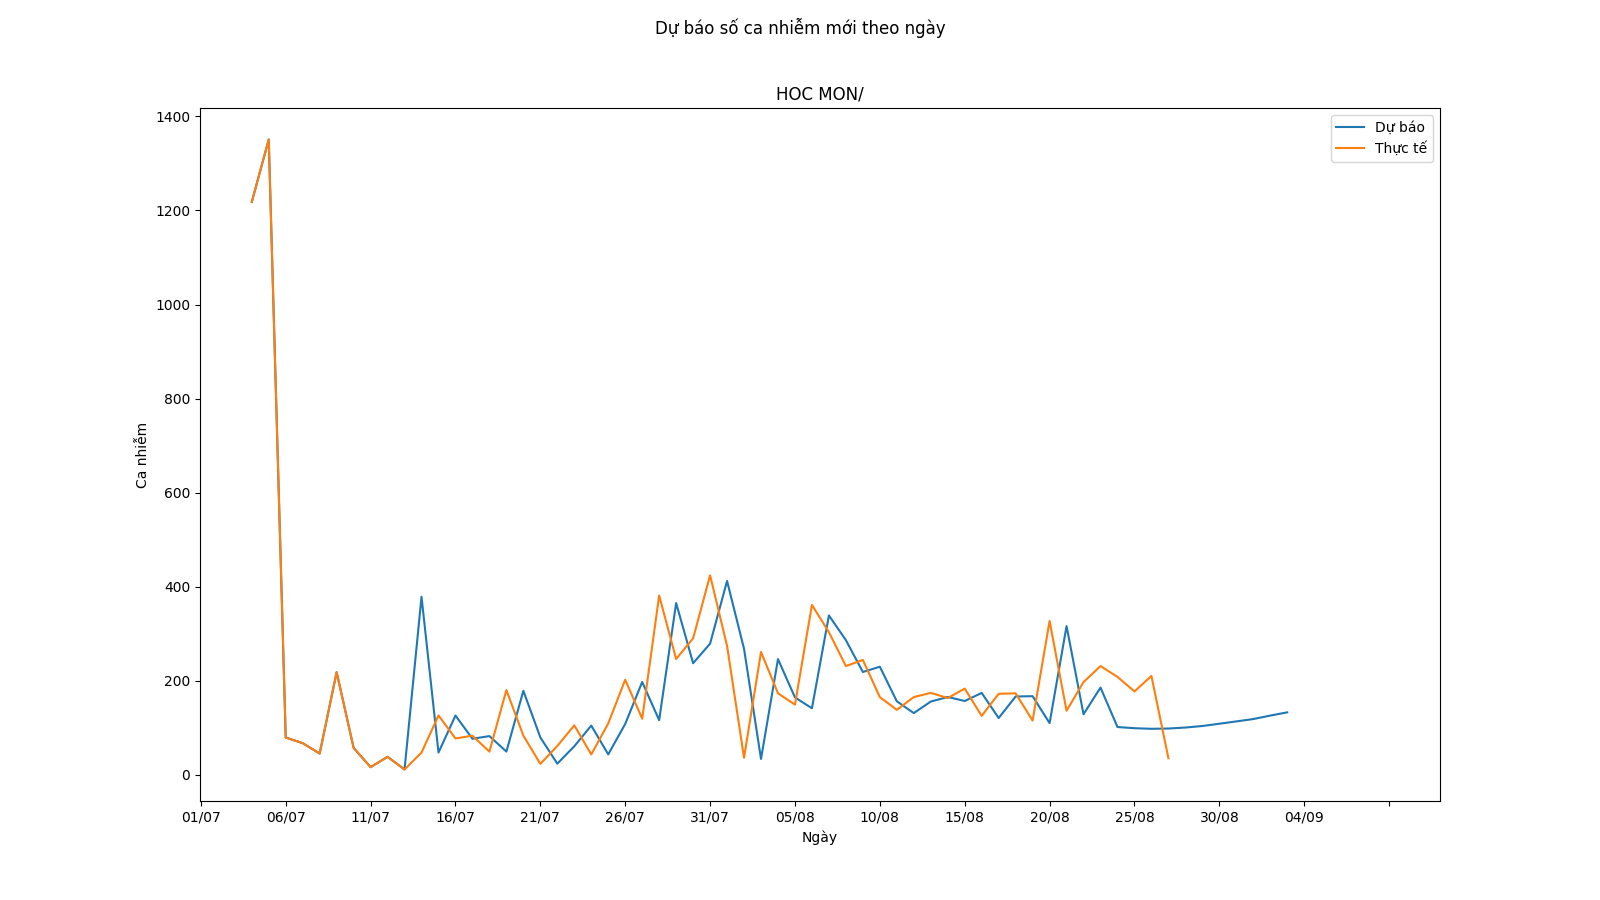 Dự báo số ca nhiễm mới theo ngày
HOC MON/
Dự báo
Thực tế
1400
1200
1000
800
600
400
200
0
Ca nhiễm
01/07 06/07 11/07 16/07 21/07 26/07 31/07 05/08 10/08 15/08 20/08 25/08 30/08 04/09
Ngày